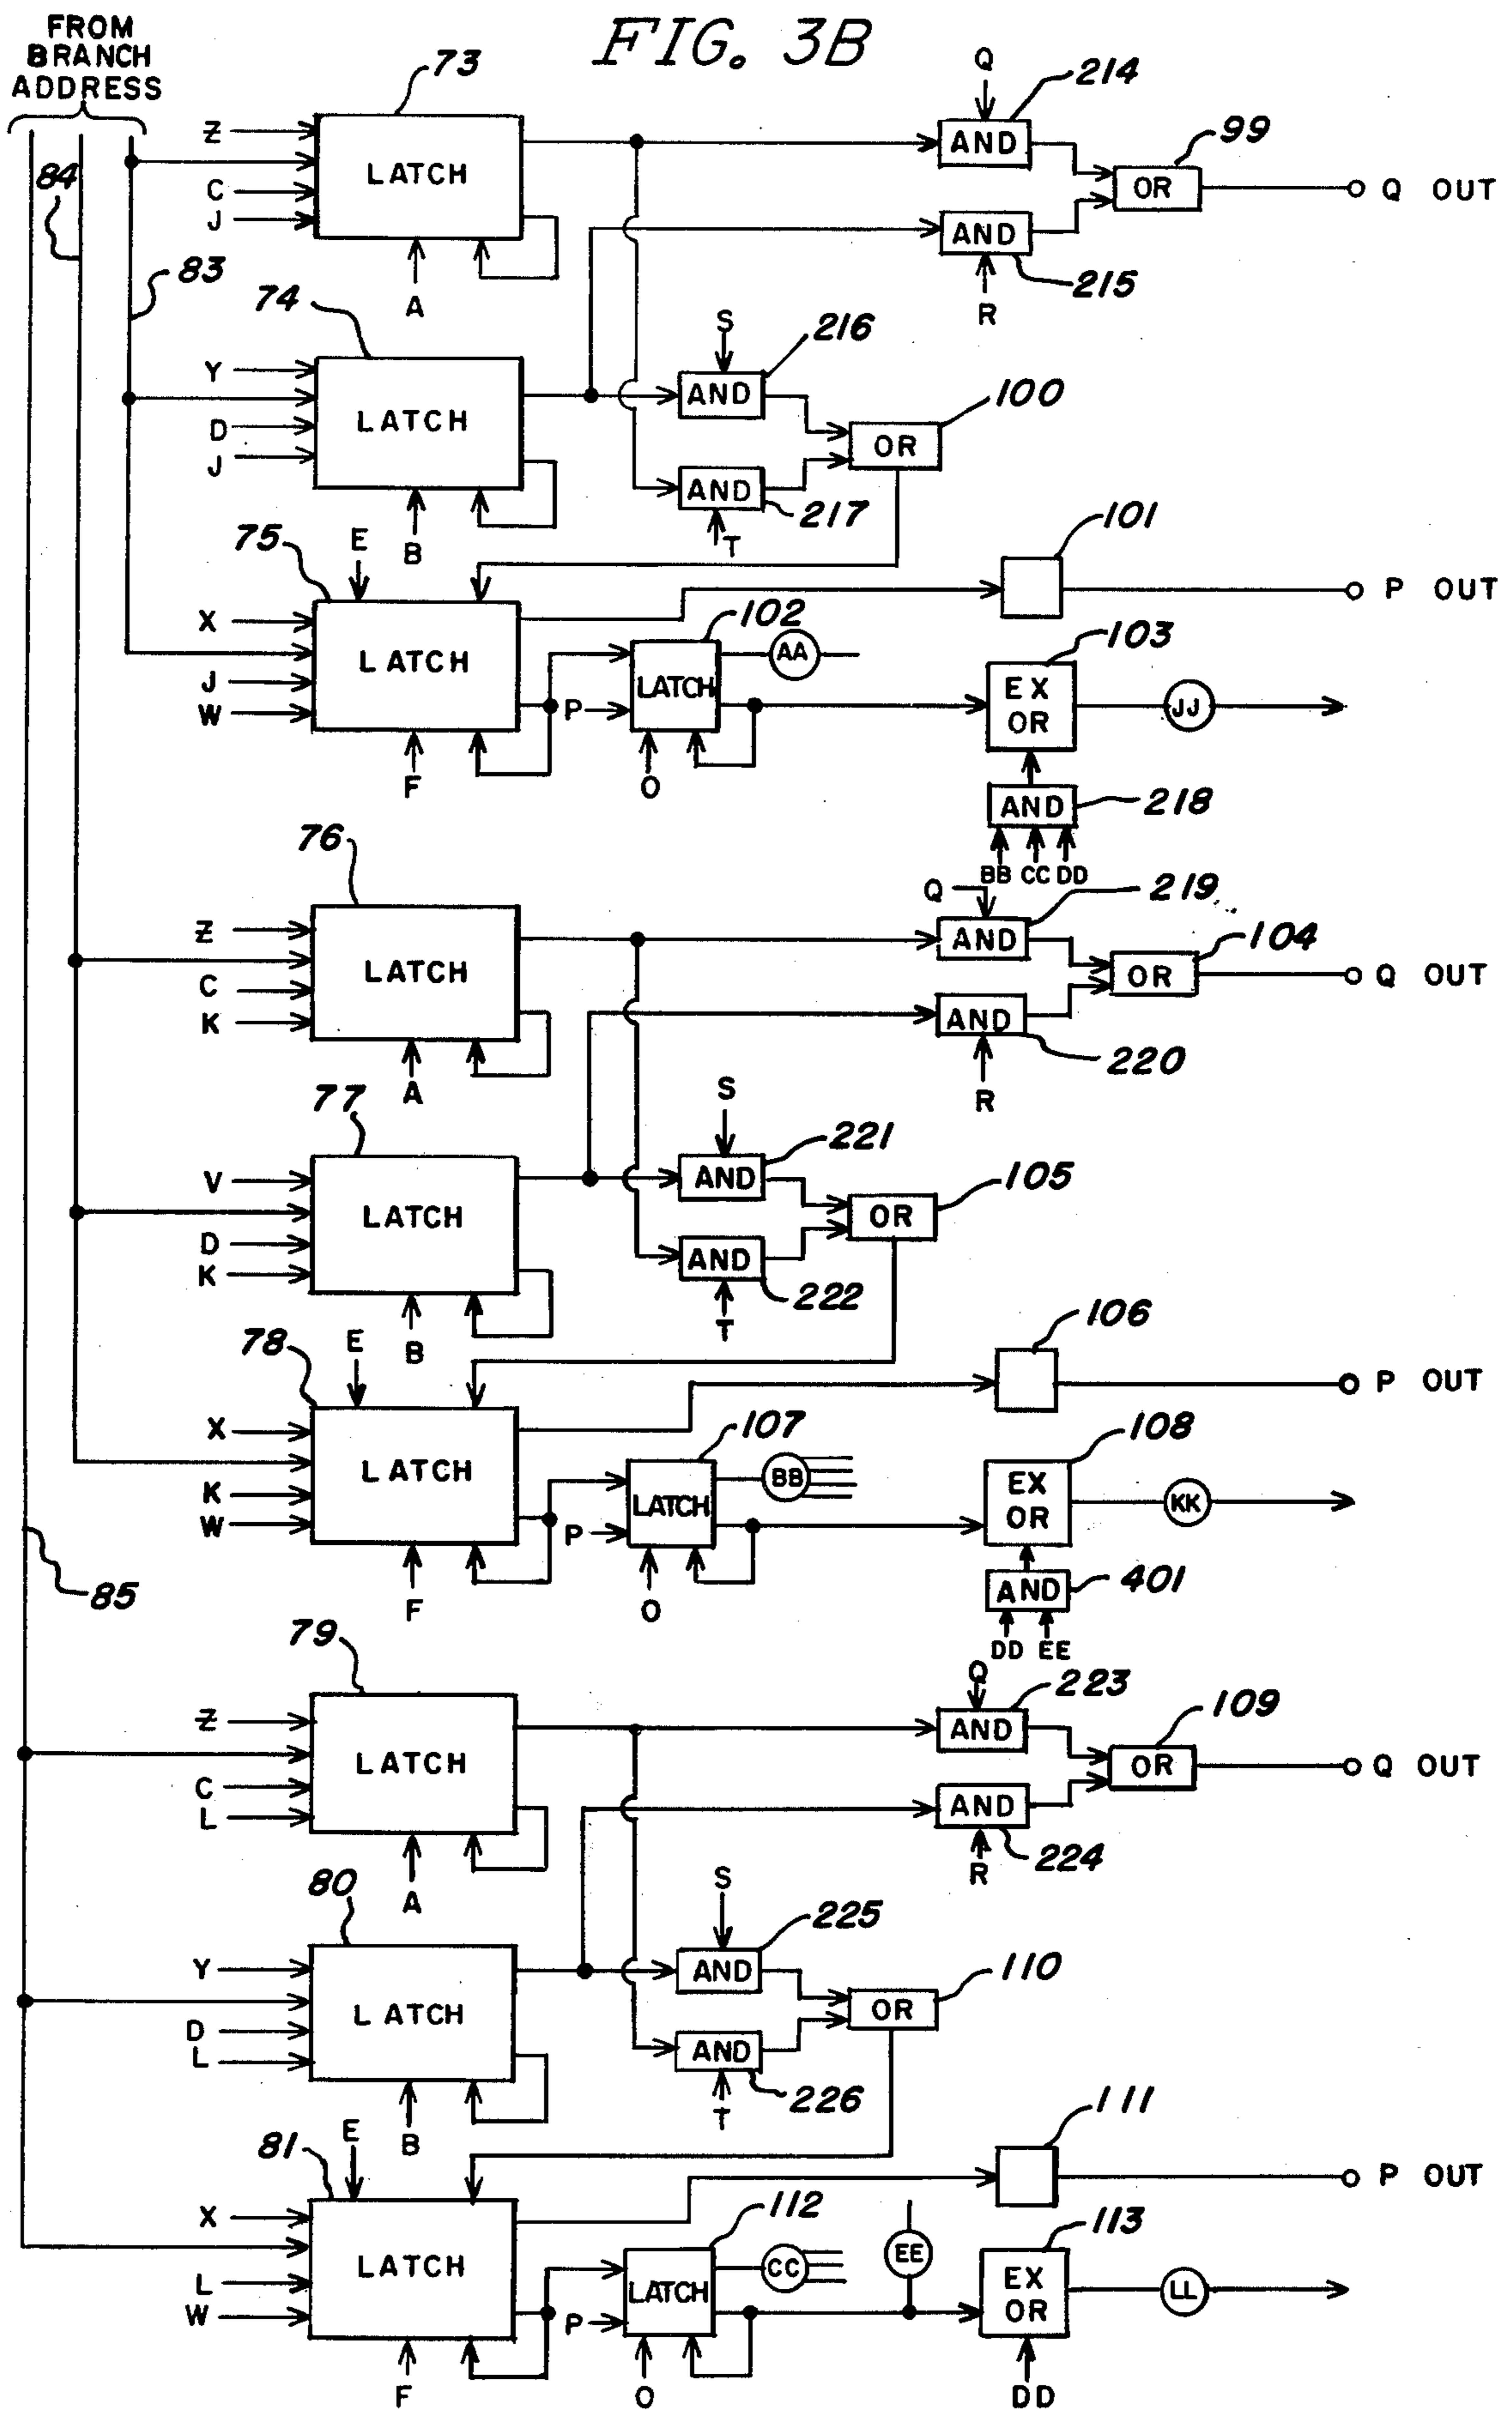 FROM
BRANCH
ADDRESS
FIG. 3B
73
Q
214
99
Z
LATCH
AND
OR
Q OUT
84
C
J
A
AND
R
215
83
74
S
216
100
Y
LATCH
AND
OR
D
J
B
AND
T
217
75
E
101
P OUT
X
LATCH
102
AA
103
J
W
P
LATCH
EX
OR
JJ
F
O
AND
218
BB CC DD
76
Q
219
104
Z
LATCH
AND
OR
Q OUT
C
K
A
AND
R
220
77
S
221
105
V
LATCH
AND
OR
D
K
B
AND
T
222
78
E
106
P OUT
X
LATCH
107
BB
108
K
W
P
LATCH
EX
OR
KK
F
O
AND
401
DD EE
85
79
Q
223
109
Z
LATCH
AND
OR
Q OUT
C
L
A
AND
R
224
80
S
225
110
Y
LATCH
AND
OR
D
L
B
AND
T
226
81
E
111
P OUT
X
LATCH
112
CC
EE
113
L
W
P
LATCH
EX
OR
LL
F
O
DD